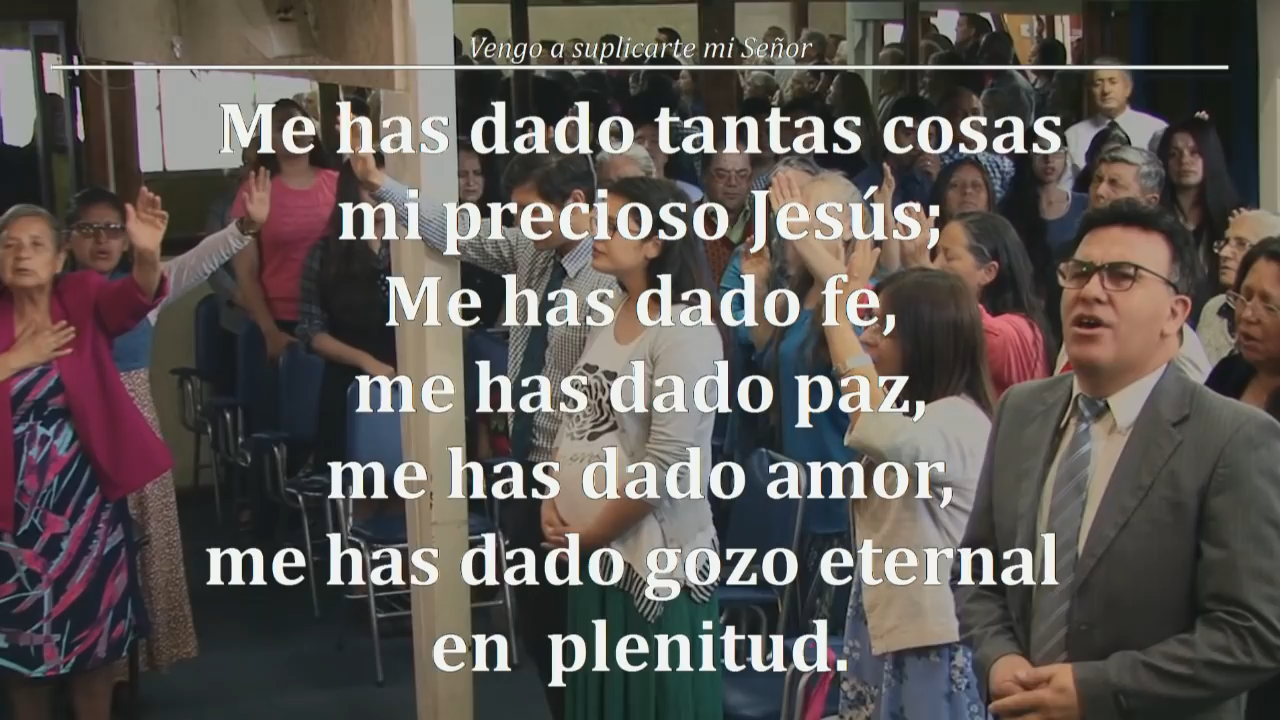 Vengo a suplicarte mi Señor
Me has dado tantas cosas
mi precioso Jesús;
Me has dado fe,
me has dado paz,
me has dado amor,
me has dado gozo eternal
en plenitud.